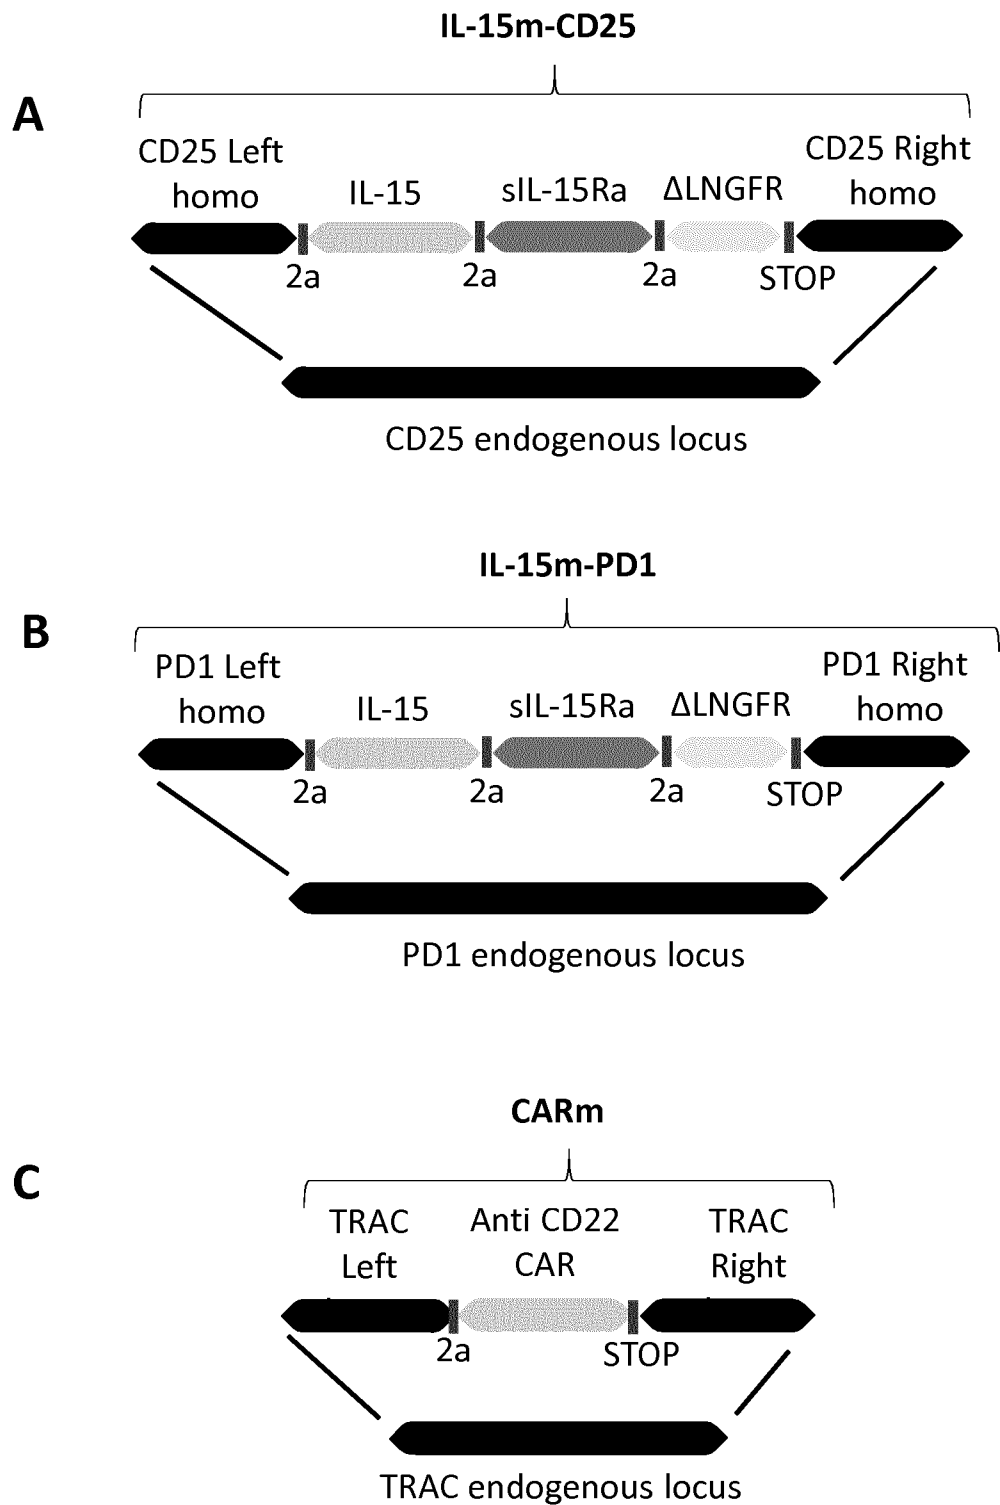 IL-15m-CD25
A
CD25 Left
homo
IL-15
sIL-15Ra
ΔLNGFR
CD25 Right
homo
2a
2a
2a
STOP
CD25 endogenous locus
IL-15m-PD1
B
PD1 Left
homo
IL-15
sIL-15Ra
ΔLNGFR
PD1 Right
homo
2a
2a
2a
STOP
PD1 endogenous locus
CARm
C
TRAC
Left
Anti CD22
CAR
TRAC
Right
2a
STOP
TRAC endogenous locus